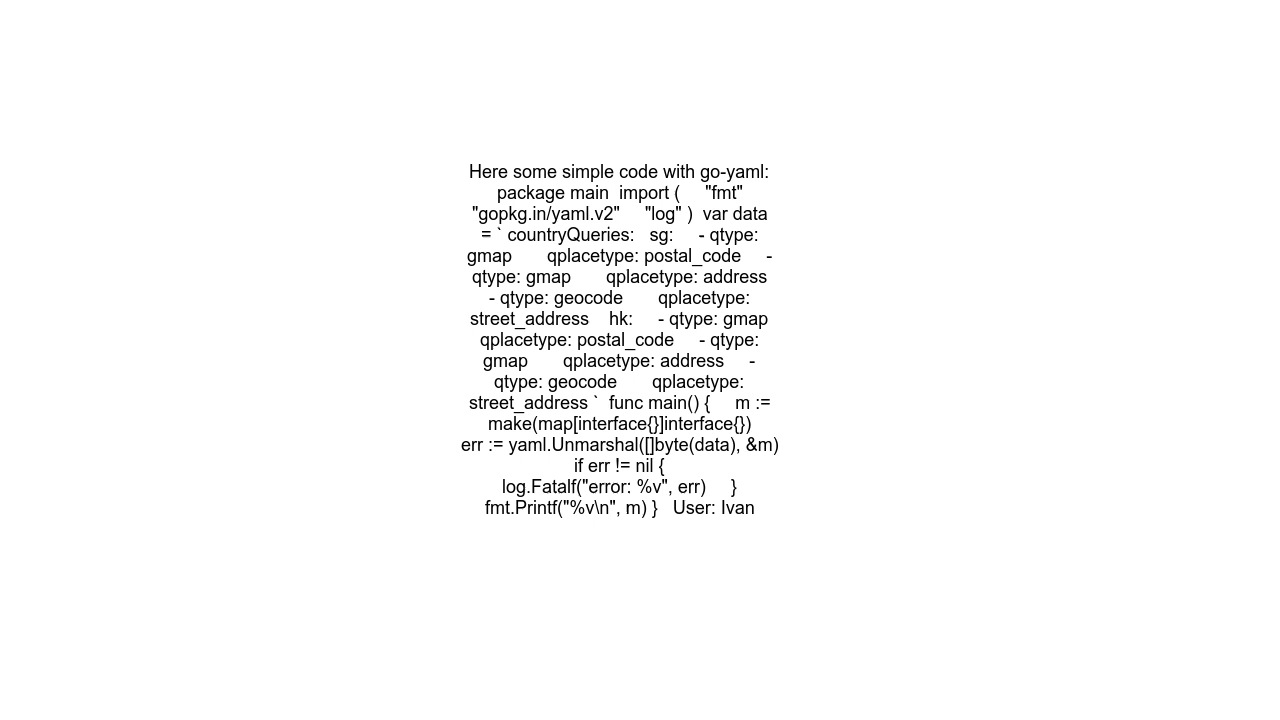 Here some simple code with go-yaml:
package main  import (     "fmt"
"gopkg.in/yaml.v2"     "log" )  var data
= ` countryQueries:   sg:     - qtype:
gmap       qplacetype: postal_code     -
qtype: gmap       qplacetype: address
- qtype: geocode       qplacetype:
street_address    hk:     - qtype: gmap
qplacetype: postal_code     - qtype:
gmap       qplacetype: address     -
qtype: geocode       qplacetype:
street_address `  func main() {     m :=
make(map[interface{}]interface{})
err := yaml.Unmarshal([]byte(data), &m)
if err != nil {
log.Fatalf("error: %v", err)     }
fmt.Printf("%v\n", m) }   User: Ivan